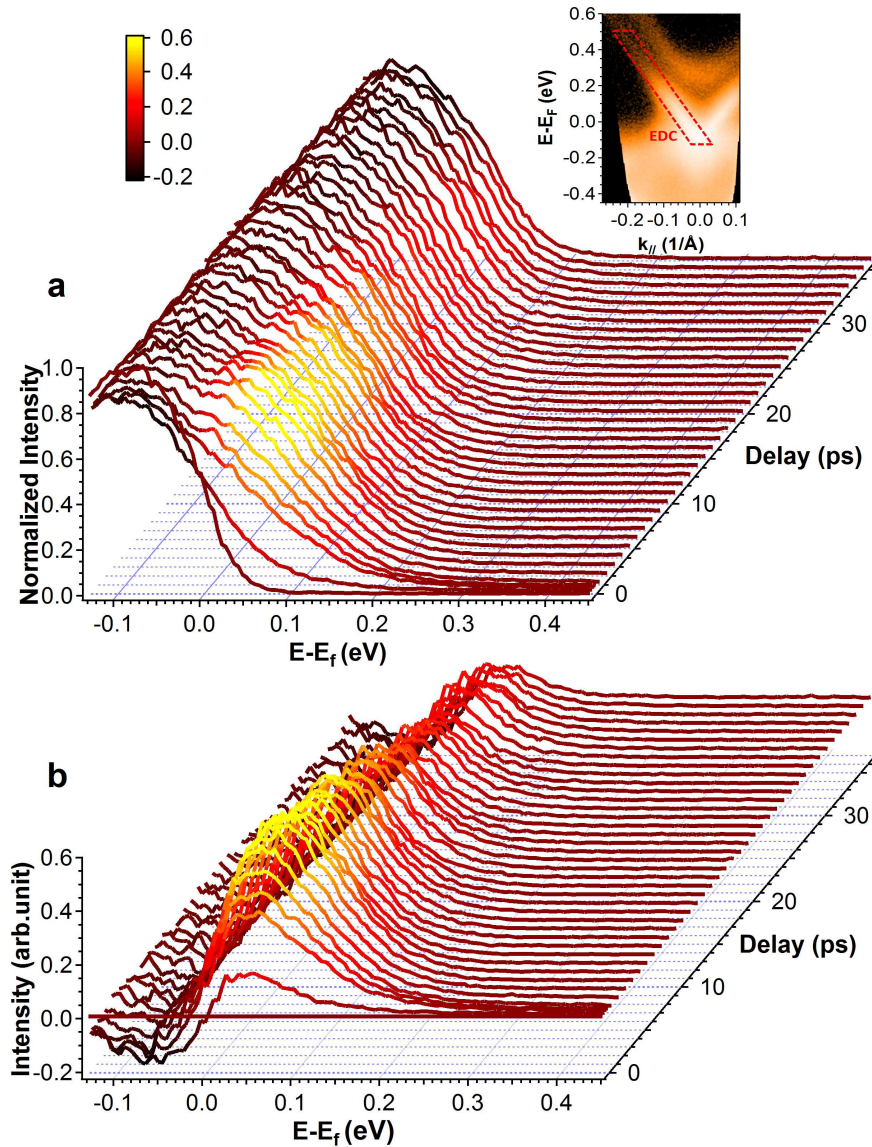 0.6
0.4
0.2
0.0
-0.2
0.6
0.4
0.2
0.0
-0.2
-0.4
E-E_F (eV)
EDC
-0.2 -0.1 0.0 0.1
k_// (1/Å)
a
1.0
0.8
0.6
0.4
0.2
0.0
Normalized Intensity
-0.1 0.0 0.1 0.2 0.3 0.4
E-E_f (eV)
0
10
20
30
Delay (ps)
b
0.6
0.4
0.2
0.0
-0.2
Intensity (arb.unit)
-0.1 0.0 0.1 0.2 0.3 0.4
E-E_f (eV)
0
10
20
30
Delay (ps)